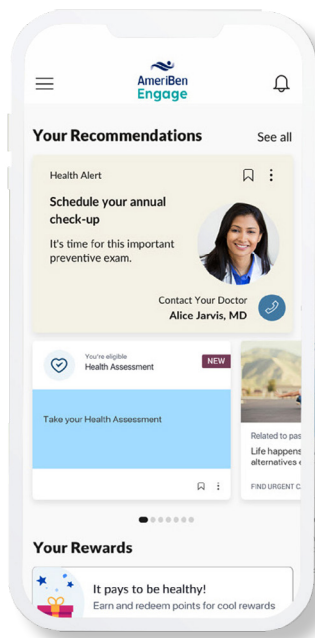 AmeriBen
Engage
Your Recommendations
See all
Health Alert
Schedule your annual
check-up
It's time for this important
preventive exam.
Contact Your Doctor
Alice Jarvis, MD
You're eligible
Health Assessment
NEW
Take your Health Assessment
Related to pas
Life happens
alternatives
FIND URGENT C
Your Rewards
It pays to be healthy!
Earn and redeem points for cool rewards